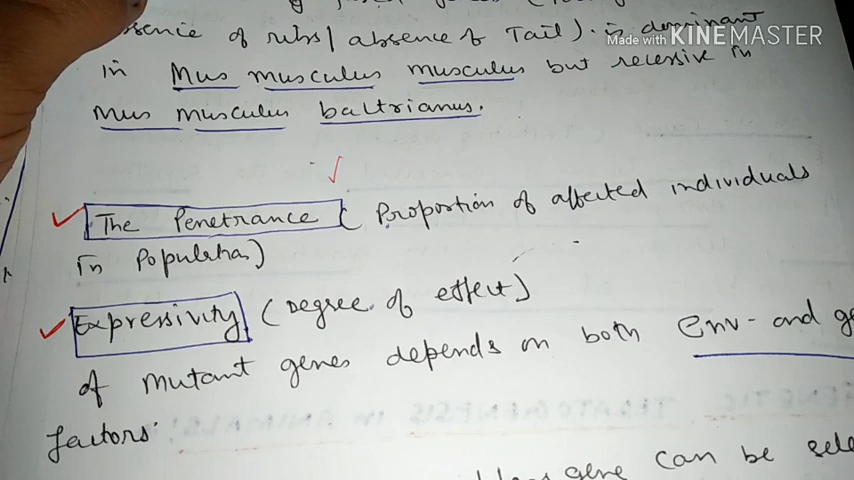 absence of ribs / absence of Tail). is dominant
Made with KINEMASTER
in Mus musculus musculus but recessive in
Mus musculus baltrianus.
The Penetrance ( Proportion of affected individuals
in Population)
Expressivity (Degree of effect)
of mutant genes depends on both env- and
factors.
gene can be